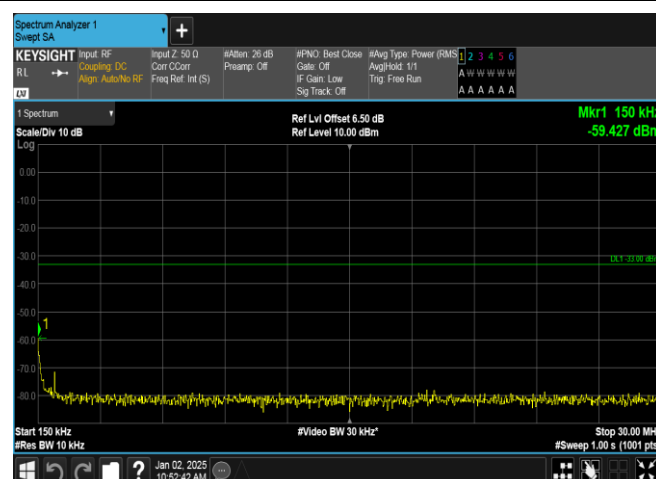 Spectrum Analyzer 1
Swept SA
+
KEYSIGHT
RL
LXI
Input: RF
Coupling: DC
Align: Auto/No RF
Input Z: 50 Ω
Corr CCorr
Freq Ref: Int (S)
#Atten: 26 dB
Preamp: Off
#PNO: Best Close
Gate: Off
IF Gain: Low
Sig Track: Off
#Avg Type: Power (RMS
Avg|Hold: 1/1
Trig: Free Run
1 2 3 4 5 6
A W W W W W
A A A A A A
1 Spectrum
Scale/Div 10 dB
Log
Ref Lvl Offset 6.50 dB
Ref Level 10.00 dBm
Mkr1 150 kHz
-59.427 dBm
0.00
-10.0
-20.0
-30.0
DL1 -33.00 dBm
-40.0
-50.0
1
-60.0
-70.0
-80.0
Start 150 kHz
#Res BW 10 kHz
#Video BW 30 kHz*
Stop 30.00 MH
#Sweep 1.00 s (1001 pts
?
Jan 02, 2025
10:52:42 AM